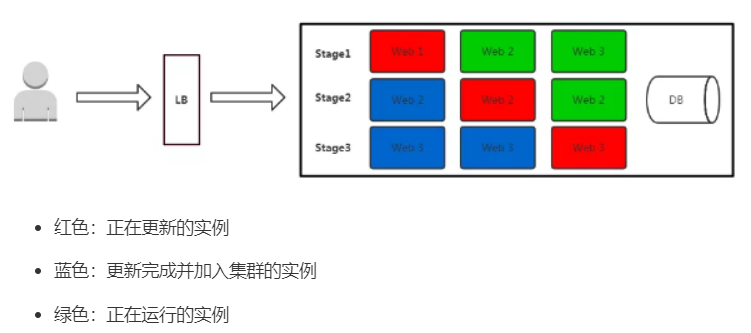 Stage1 Web 1 Web 2 Web 3
LB Stage2 Web 2 Web 2 Web 2 DB
Stage3 Web 3 Web 3 Web 3
红色：正在更新的实例
蓝色：更新完成并加入集群的实例
绿色：正在运行的实例